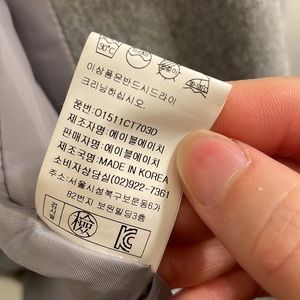 30℃
이상품은반드시드라이
크리닝하십시오.
품번:O1511CT703D
제조자명:에이블에이치
판매자명:에이블에이치
제조국명:MADE IN KOREA
소비자상담실(02)922-7361
주소:서울시성북구보문동6가
82번지 보원빌딩3층
檢